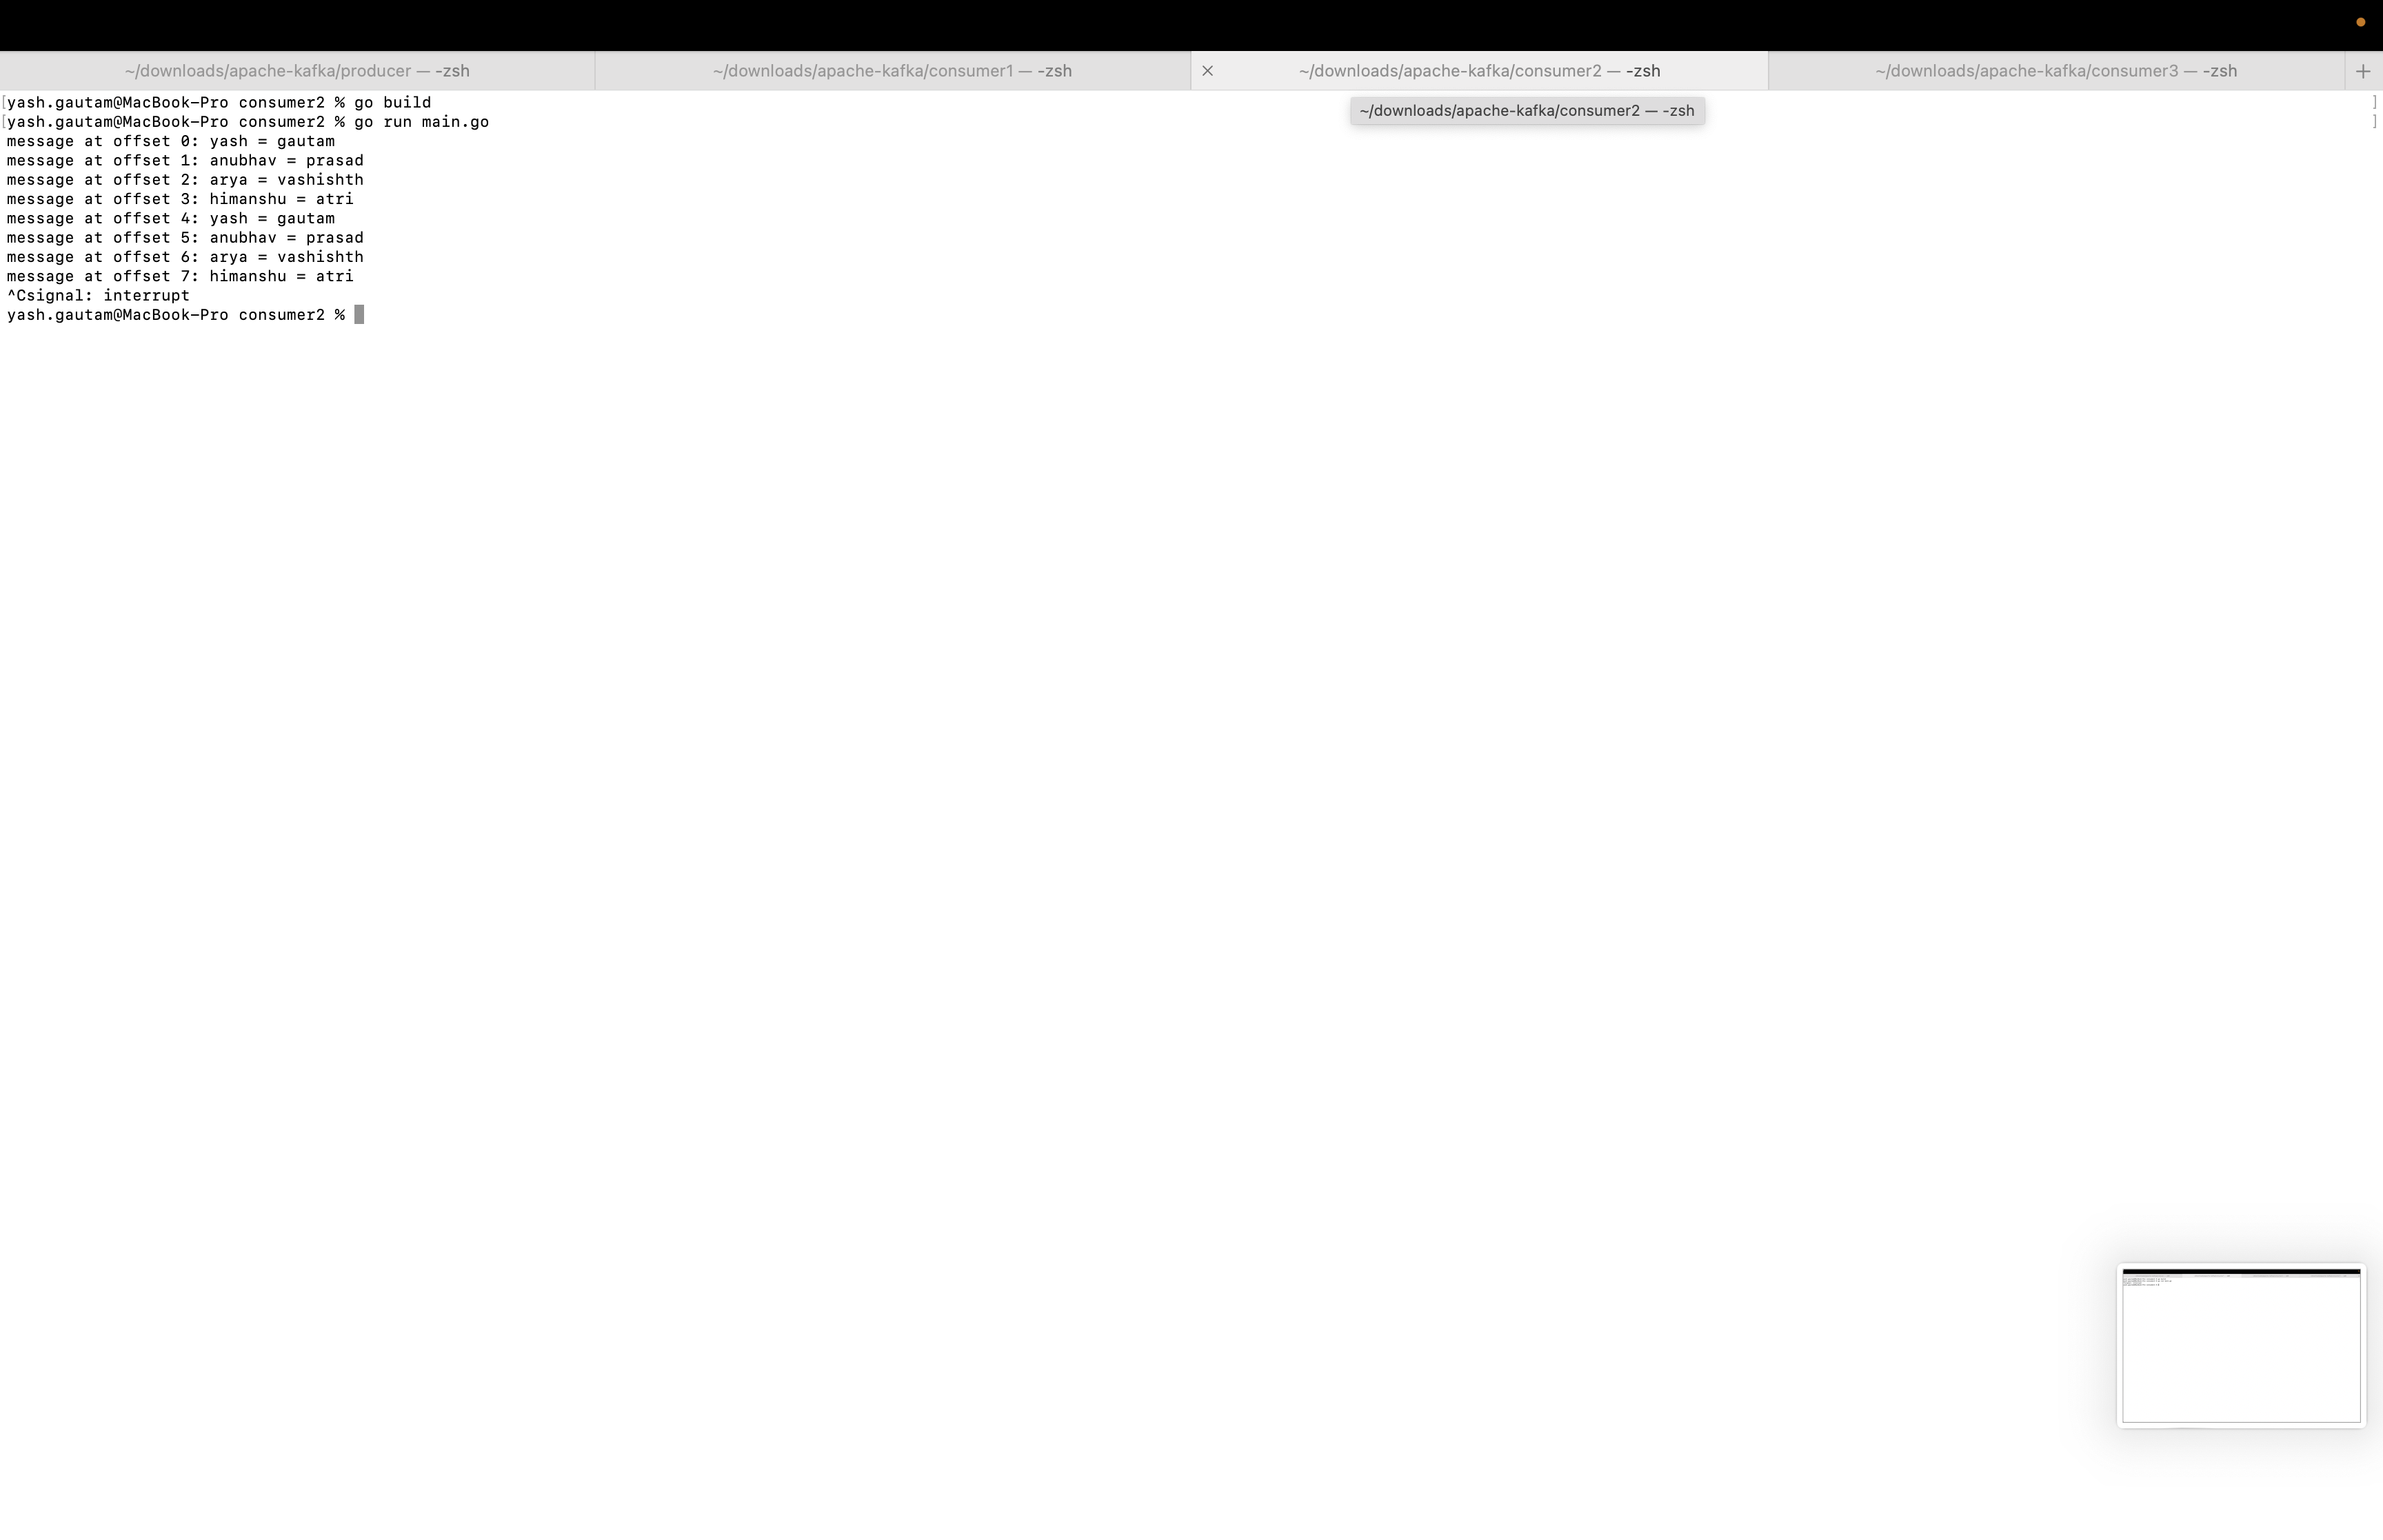 ~/downloads/apache-kafka/producer — -zsh
~/downloads/apache-kafka/consumer1 — -zsh
~/downloads/apache-kafka/consumer2 — -zsh
~/downloads/apache-kafka/consumer3 — -zsh
[yash.gautam@MacBook-Pro consumer2 % go build ]
~/downloads/apache-kafka/consumer2 — -zsh
[yash.gautam@MacBook-Pro consumer2 % go run main.go ]
message at offset 0: yash = gautam
message at offset 1: anubhav = prasad
message at offset 2: arya = vashishth
message at offset 3: himanshu = atri
message at offset 4: yash = gautam
message at offset 5: anubhav = prasad
message at offset 6: arya = vashishth
message at offset 7: himanshu = atri
^Csignal: interrupt
yash.gautam@MacBook-Pro consumer2 %